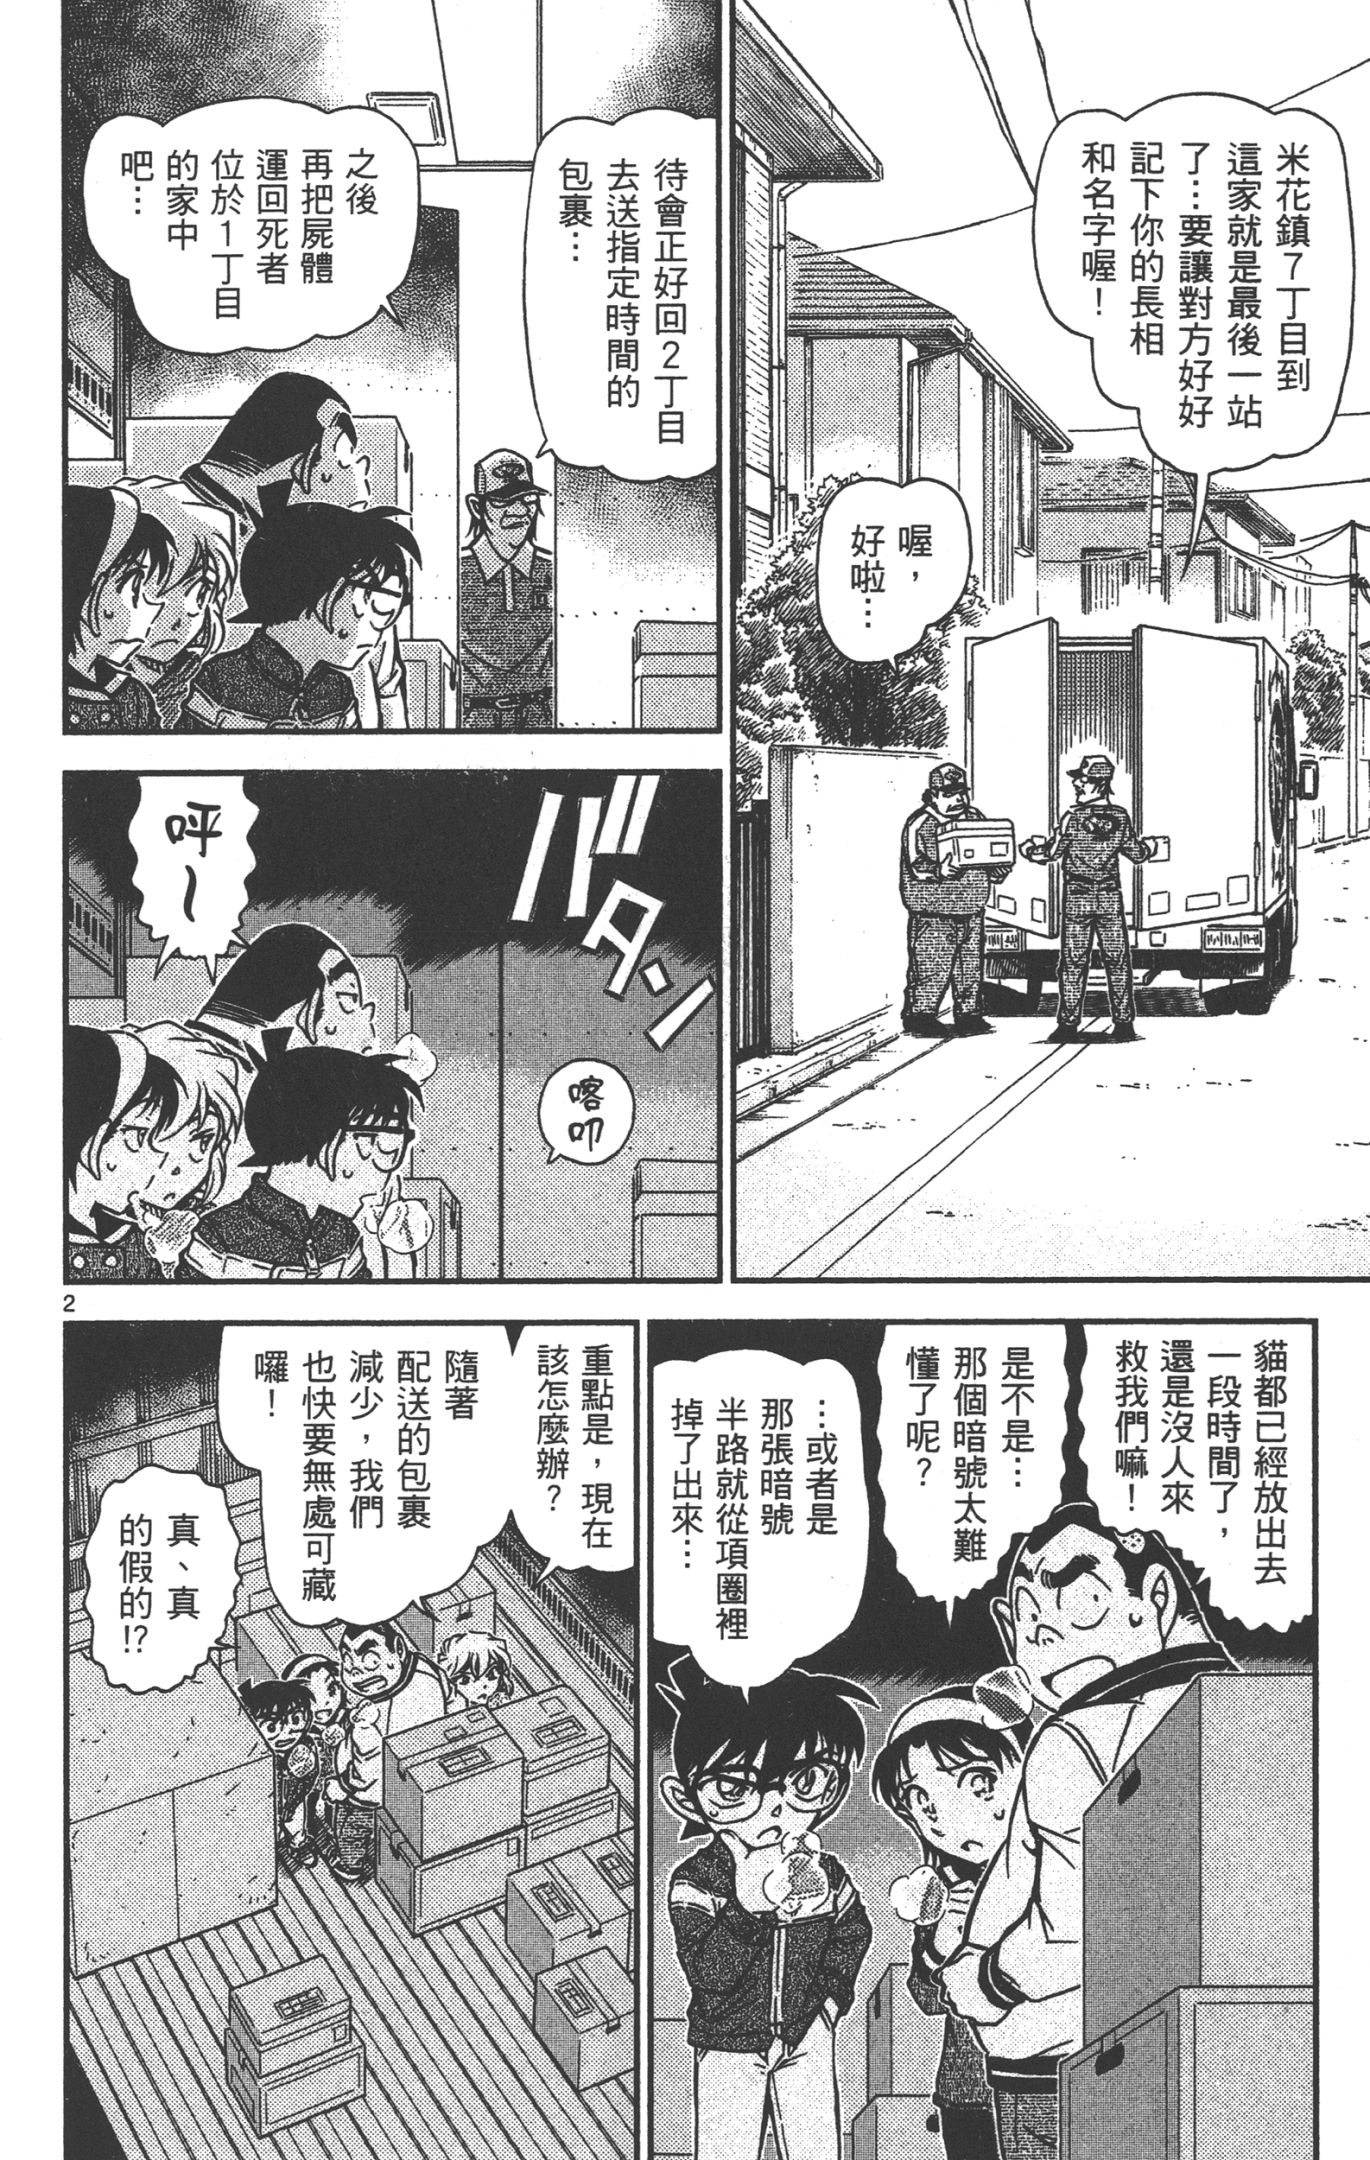 米花鎮7丁目到
這家就是最後一站
了…要讓對方好好
記下你的長相
和名字喔！
喔，
好啦…
待會正好回2丁目
去送指定時間的
包裹…
之後
再把屍體
運回死者
位於1丁目
的家中
吧…
バタン
喀叩
呼～
貓都已經放出去
一段時間了，
還是沒人來
救我們嘛！
是不是…
那個暗號太難
懂了呢？
…或者是
那張暗號
半路就從項圈裡
掉了出來…
重點是，現在
該怎麼辦？
隨著
配送的包裹
減少，我們
也快要無處可藏
囉！
真、真
的假的!?
2